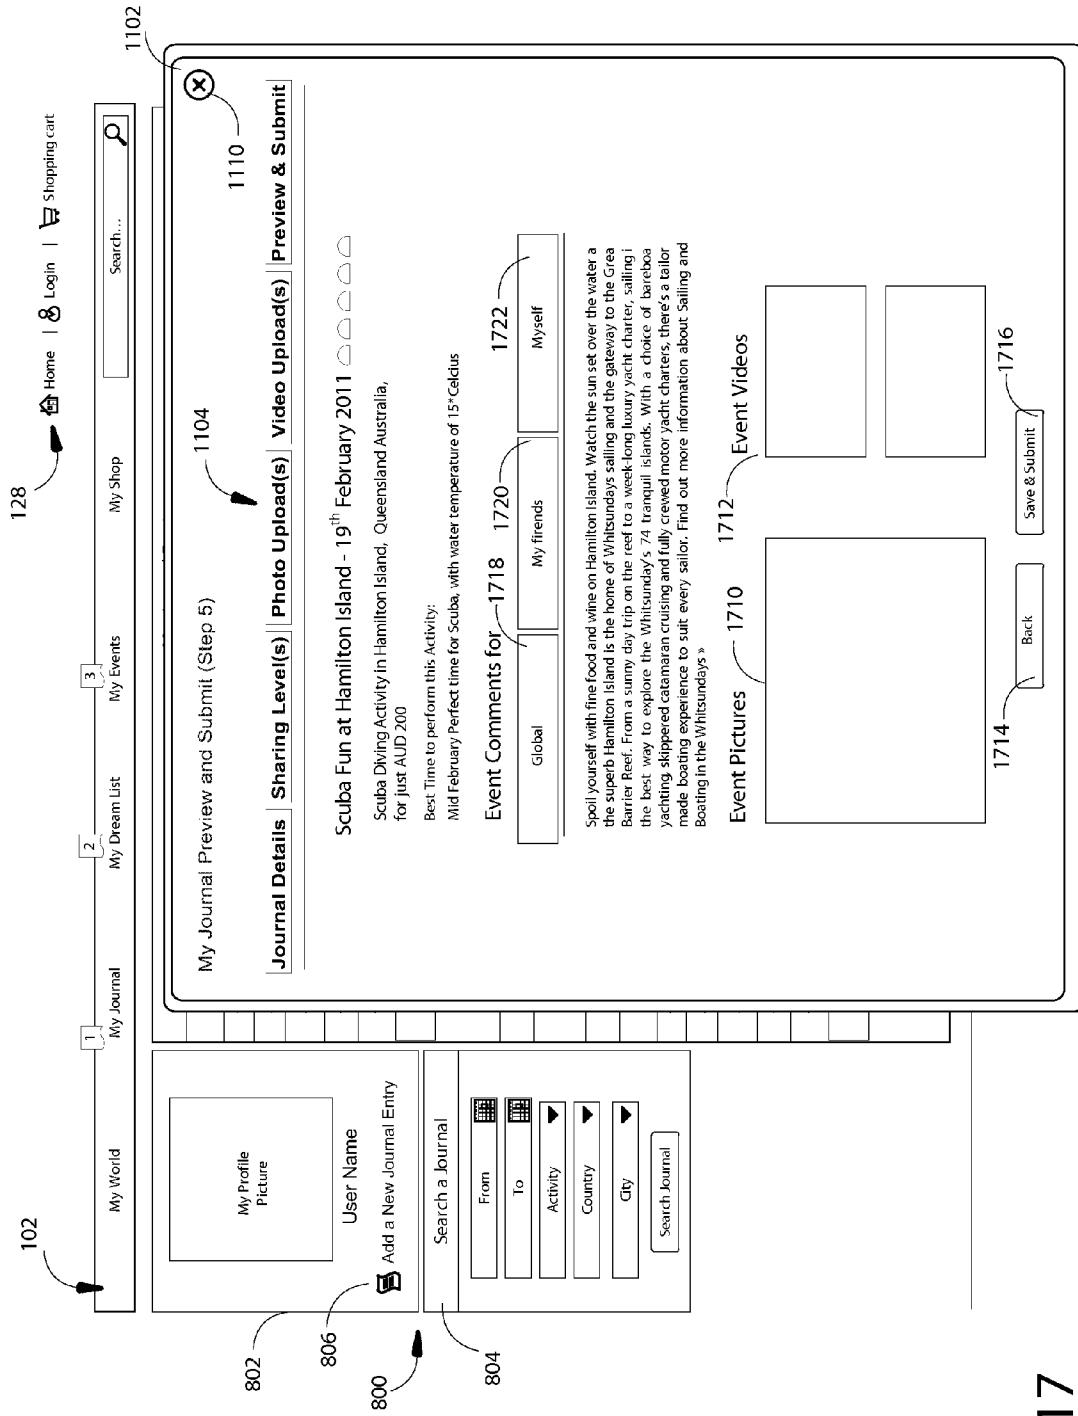 128
Home | Login | Shopping cart
102
1 2 3
My World My Journal My Dream List My Events My Shop Search...
1102
My Journal Preview and Submit (Step 5)
1110
1104
Journal Details Sharing Level(s) Photo Upload(s) Video Upload(s) Preview & Submit
Scuba Fun at Hamilton Island - 19th February 2011
Scuba Diving Activity in Hamilton Island, Queensland Australia,
for just AUD 200
Best Time to perform this Activity:
Mid February Perfect time for Scuba, with water temperature of 15*Celcius
Event Comments for 1718 1720 1722
Global My firends Myself
Spoil yourself with fine food and wine on Hamilton Island. Watch the sun set over the water a
the superb Hamilton Island is the home of Whitsundays sailing and the gateway to the Grea
Barrier Reef. From a sunny day trip on the reef to a week-long luxury yacht charter, sailing i
the best way to explore the Whitsunday's 74 tranquil islands. With a choice of bareboa
yachting, skippered catamaran cruising and fully crewed motor yacht charters, there's a tailor
made boating experience to suit every sailor. Find out more information about Sailing and
Boating in the Whitsundays »
Event Pictures 1710 1712 Event Videos
1714 Back Save & Submit 1716
My Profile
Picture
User Name
802
806
Add a New Journal Entry
800
804
Search a Journal
From
To
Activity
Country
City
Search Journal
17